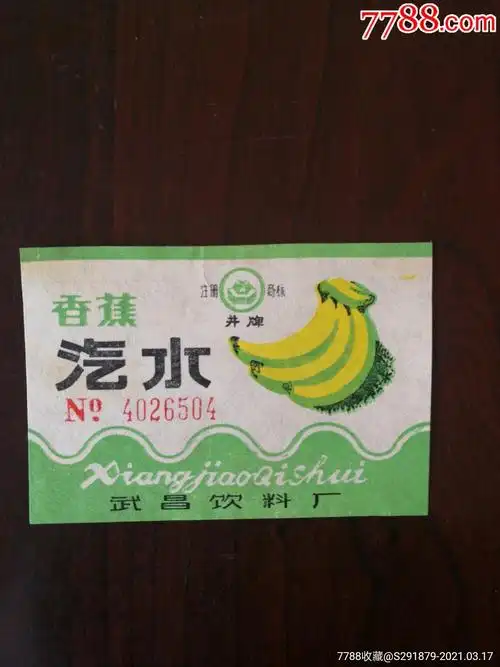 7788.com
注册 商标
井牌
香蕉
汽水
Nº 4026504
XiangjiaoQishui
武昌饮料厂
7788收藏@S291879-2021.03.17